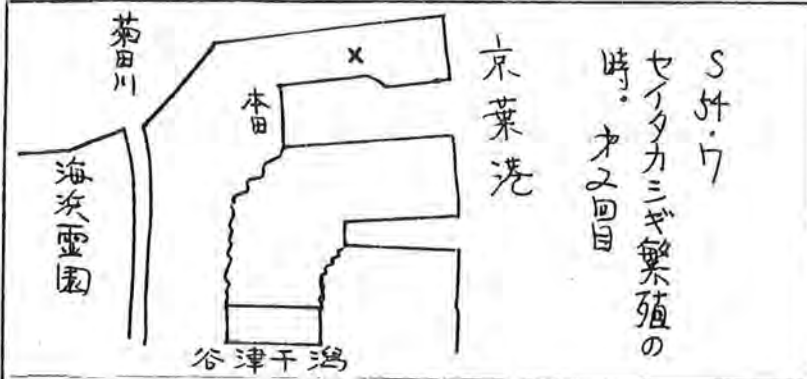 S54.7
セイタカシギ繁殖の
時. 才2回目
京葉港
x
本田
菊田川
海浜霊園
谷津干潟